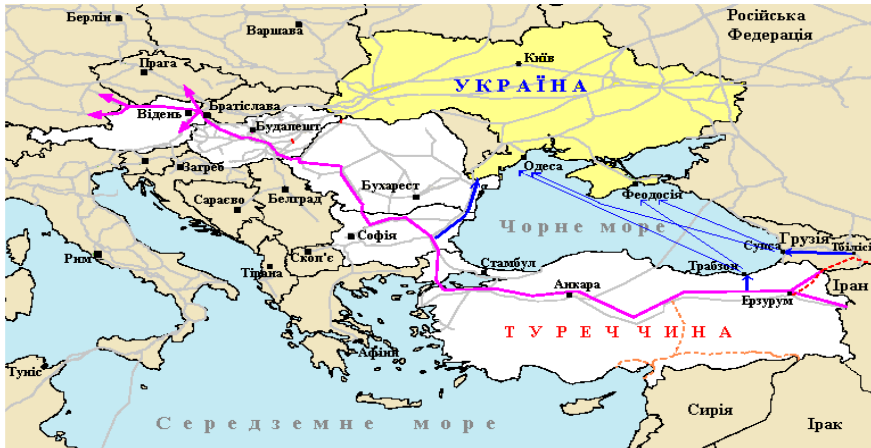 Берлін
Варшава
Російська
Федерація
Прага
Київ
УКРАЇНА
Відень
Братіслава
Будапешт
Одеса
Загреб
Феодосія
Сараєво
Белград
Бухарест
Чорне море
Супса
Грузія
Тбілісі
Софія
Рим
Тірана
Скоп'є
Стамбул
Трабзон
Іран
Анкара
Ерзурум
ТУРЕЧЧИНА
Афіни
Туніс
Середземне море
Сирія
Ірак